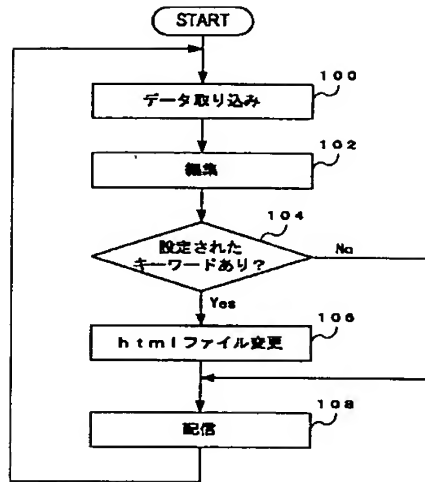 START
100
データ取り込み
102
編集
104
設定された
キーワードあり？
No
Yes
106
ｈｔｍｌファイル変更
108
配信